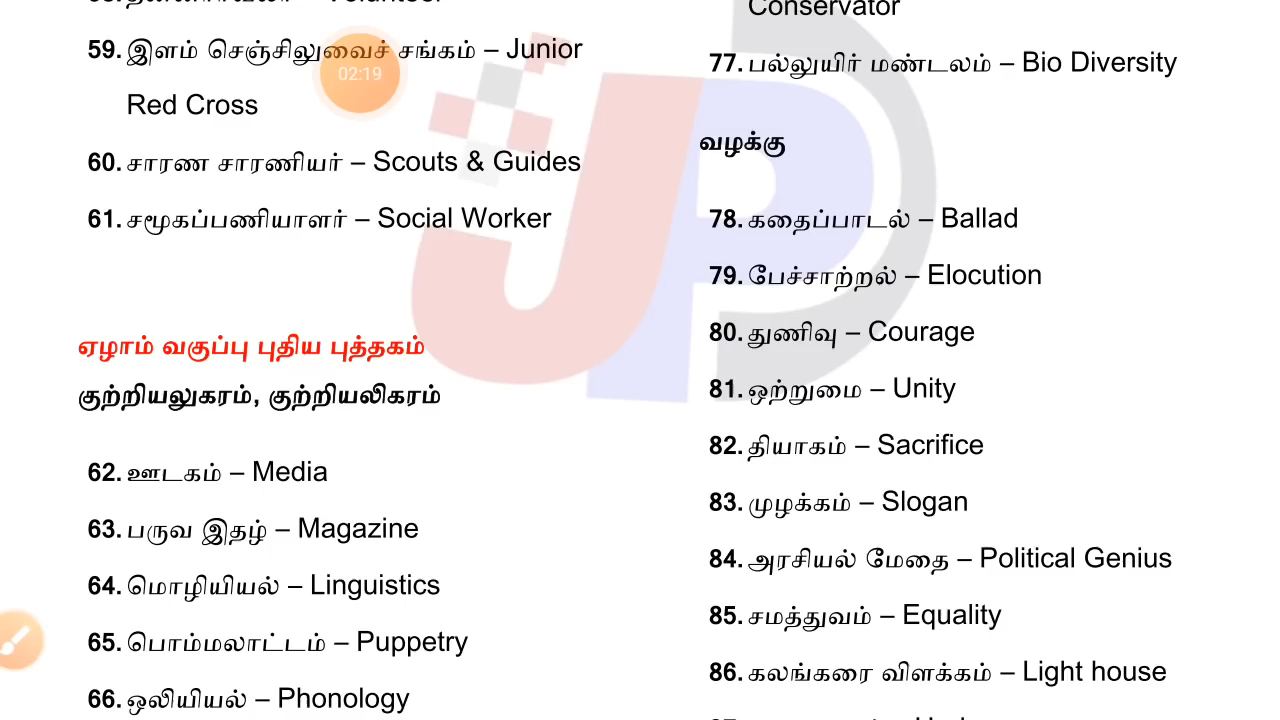 59. இளம் செஞ்சிலுவைச் சங்கம் – Junior
Red Cross
60. சாரண சாரணியர் – Scouts & Guides
61. சமூகப்பணியாளர் – Social Worker
ஏழாம் வகுப்பு புதிய புத்தகம்
குற்றியலுகரம், குற்றியலிகரம்
62. ஊடகம் – Media
63. பருவ இதழ் – Magazine
64. மொழியியல் – Linguistics
65. பொம்மலாட்டம் – Puppetry
66. ஒலியியல் – Phonology
Conservator
77. பல்லுயிர் மண்டலம் – Bio Diversity
வழக்கு
78. கதைப்பாடல் – Ballad
79. பேச்சாற்றல் – Elocution
80. துணிவு – Courage
81. ஒற்றுமை – Unity
82. தியாகம் – Sacrifice
83. முழக்கம் – Slogan
84. அரசியல் மேதை – Political Genius
85. சமத்துவம் – Equality
86. கலங்கரை விளக்கம் – Light house
02:19
JP